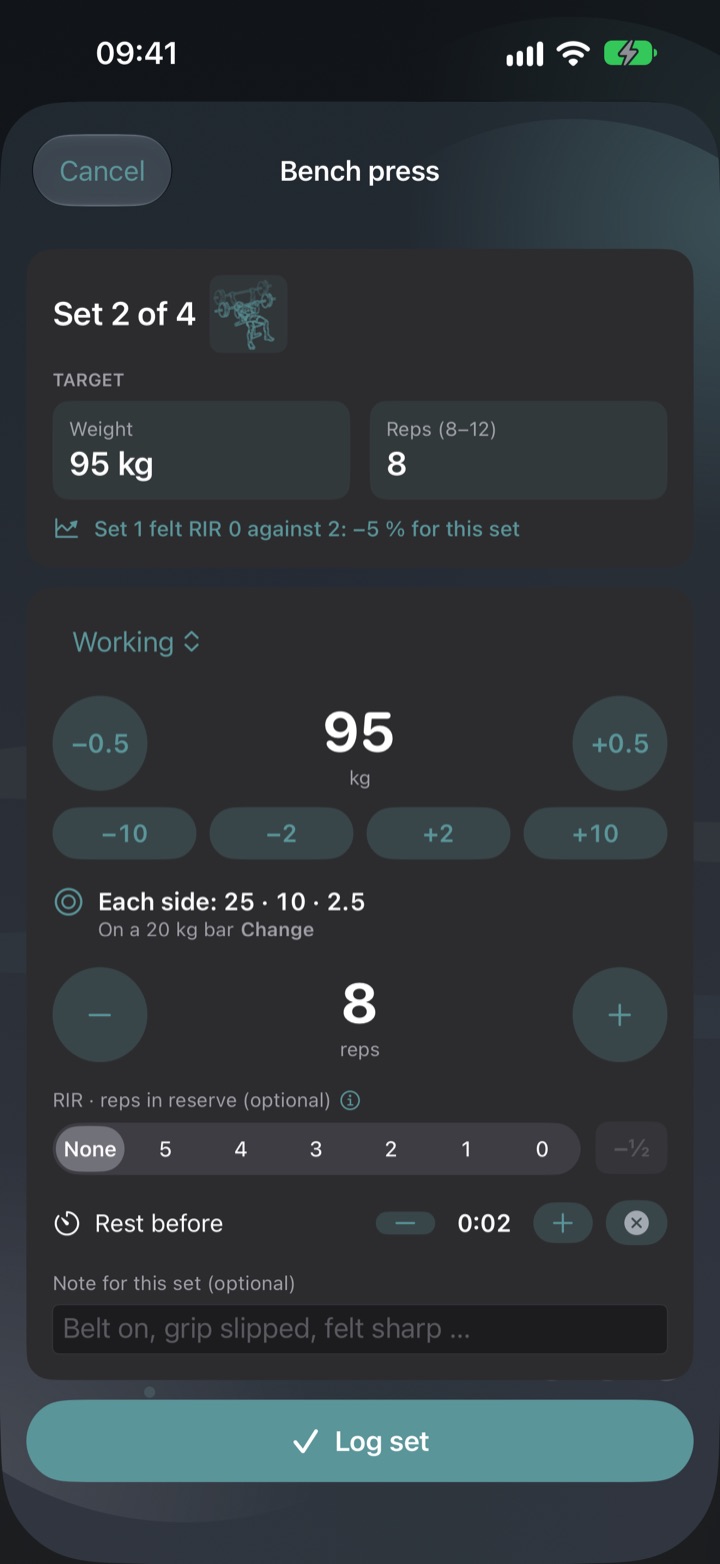 09:41
Cancel
Bench press
Set 2 of 4
TARGET
Weight
95 kg
Reps (8–12)
8
Set 1 felt RIR 0 against 2: −5 % for this set
Working
−0.5
95
kg
+0.5
−10
−2
+2
+10
Each side: 25 · 10 · 2.5
On a 20 kg bar Change
−
8
reps
+
RIR · reps in reserve (optional)
None 5 4 3 2 1 0 −½
Rest before − 0:02 +
Note for this set (optional)
Belt on, grip slipped, felt sharp ...
Log set